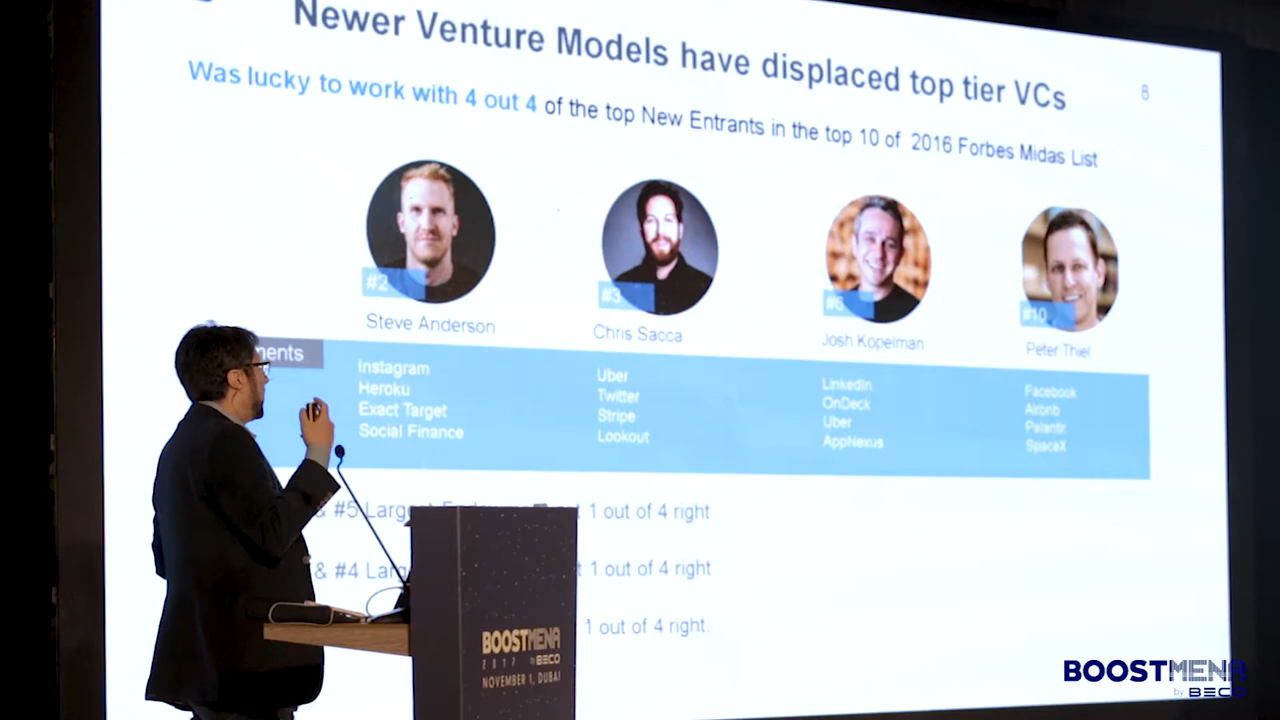 Newer Venture Models have displaced top tier VCs
8
Was lucky to work with 4 out 4 of the top New Entrants in the top 10 of 2016 Forbes Midas List
#2
#3
#6
#10
Steve Anderson
Chris Sacca
Josh Kopelman
Peter Thiel
Instagram
Heroku
Exact Target
Social Finance
Uber
Twitter
Stripe
Lookout
LinkedIn
OnDeck
Uber
AppNexus
Facebook
Airbnb
Palantir
SpaceX
& #5 1 out of 4 right
& #4 1 out of 4 right
1 out of 4 right.
BOOSTMENA
2017 by BECO
NOVEMBER 1, DUBAI
BOOSTMENA
by BECO